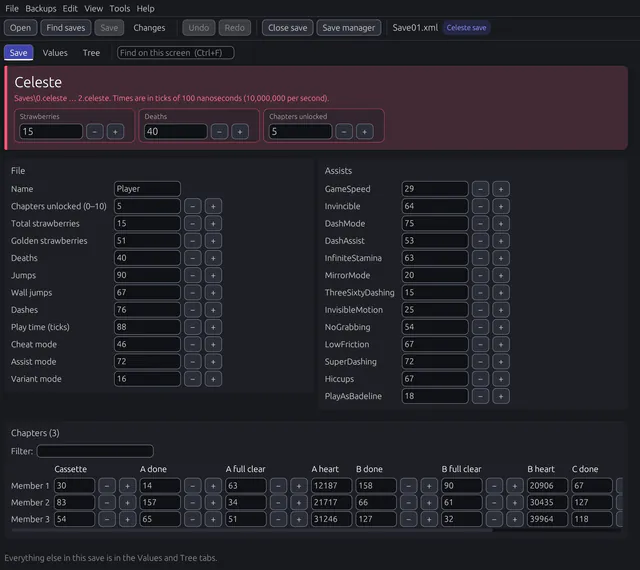 File Backups Edit View Tools Help
Open Find saves Save Changes Undo Redo Close save Save manager Save01.xml Celeste save
Save Values Tree Find on this screen (Ctrl+F)
Celeste
Saves\0.celeste ... 2.celeste. Times are in ticks of 100 nanoseconds (10,000,000 per second).
Strawberries Deaths Chapters unlocked
15 − + 40 − + 5 − +
File
Name Player
Chapters unlocked (0–10) 5 − +
Total strawberries 15 − +
Golden strawberries 51 − +
Deaths 40 − +
Jumps 90 − +
Wall jumps 67 − +
Dashes 76 − +
Play time (ticks) 88 − +
Cheat mode 46 − +
Assist mode 72 − +
Variant mode 16 − +
Assists
GameSpeed 29 − +
Invincible 64 − +
DashMode 75 − +
DashAssist 53 − +
InfiniteStamina 63 − +
MirrorMode 20 − +
ThreeSixtyDashing 15 − +
InvisibleMotion 25 − +
NoGrabbing 54 − +
LowFriction 67 − +
SuperDashing 72 − +
Hiccups 67 − +
PlayAsBadeline 18 − +
Chapters (3)
Filter:
Cassette A done A full clear A heart B done B full clear B heart C done
Member 1 30 − + 14 − + 63 − + 12187 158 − + 90 − + 20906 67 −
Member 2 83 − + 157 − + 34 − + 21717 66 − + 61 − + 30435 127 −
Member 3 54 − + 65 − + 51 − + 31246 127 − + 32 − + 39964 118 −
Everything else in this save is in the Values and Tree tabs.